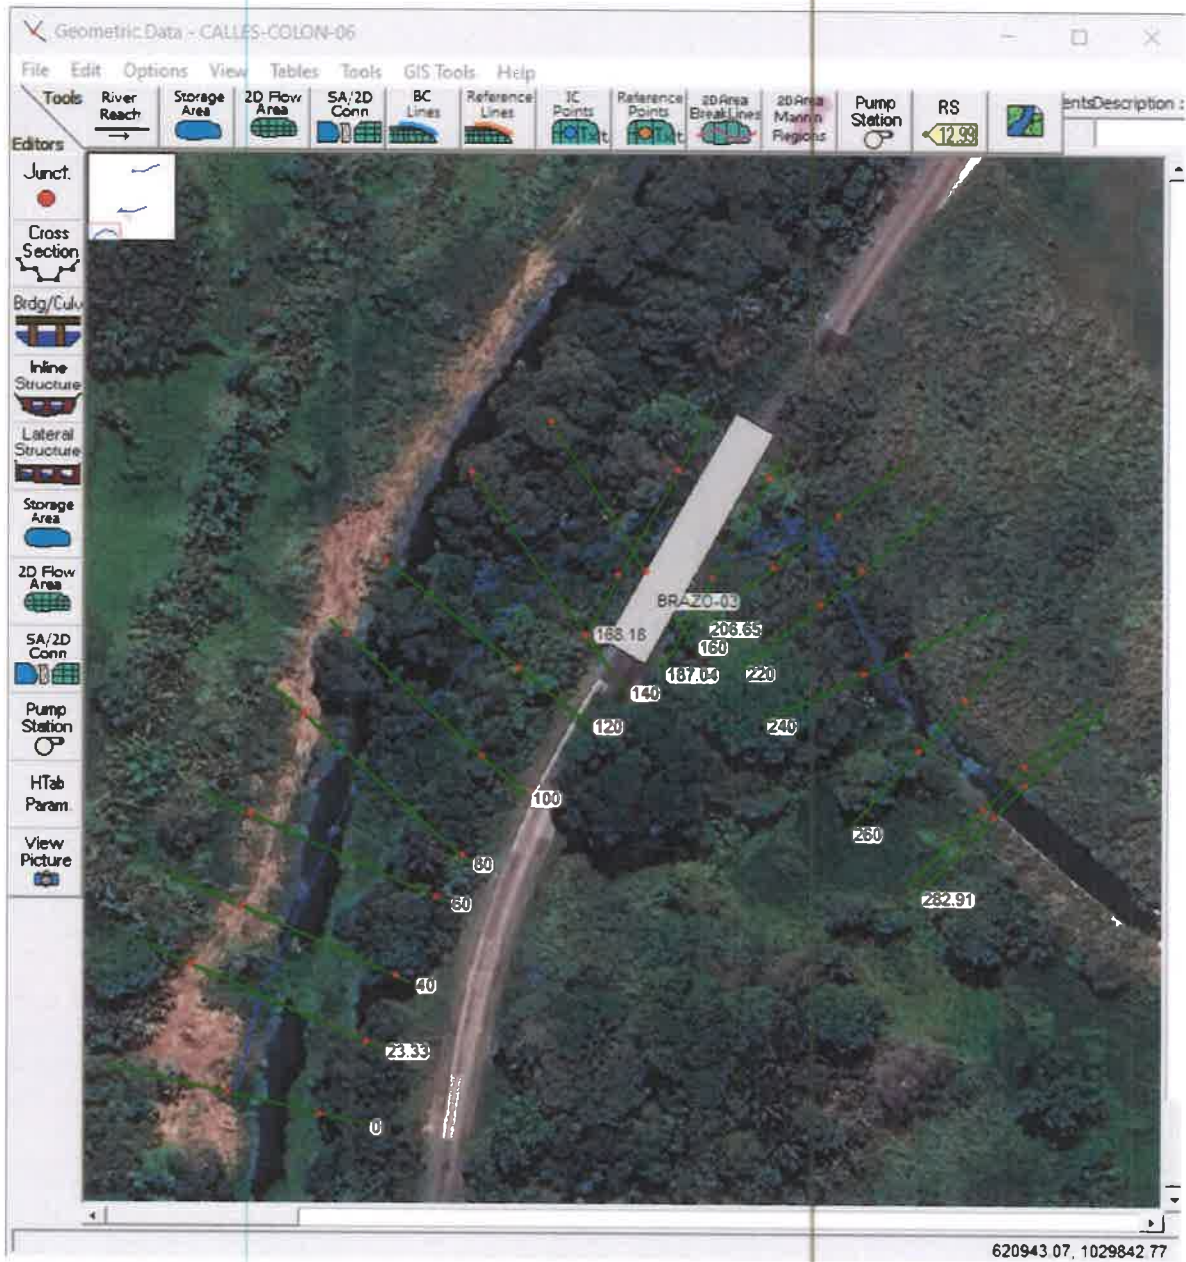 Geometric Data - CALLES-COLON-06
File Edit Options View Tables Tools GIS Tools Help
Tools
River Reach
Storage Area
2D Flow Area
SA/2D Conn
BC Lines
Reference Lines
IC Points
Reference Points
2D Area BreakLines
2D Area Mannin Regions
Pump Station
RS
12.99
entsDescription :
Editors
Junct.
Cross Section
Brdg/Culv
Inline Structure
Lateral Structure
Storage Area
2D Flow Area
SA/2D Conn
Pump Station
HTab Param.
View Picture
BRAZO-03
168.18
206.65
160
187.04
220
140
120
240
100
260
80
282.91
60
40
23.33
0
620943.07, 1029842.77